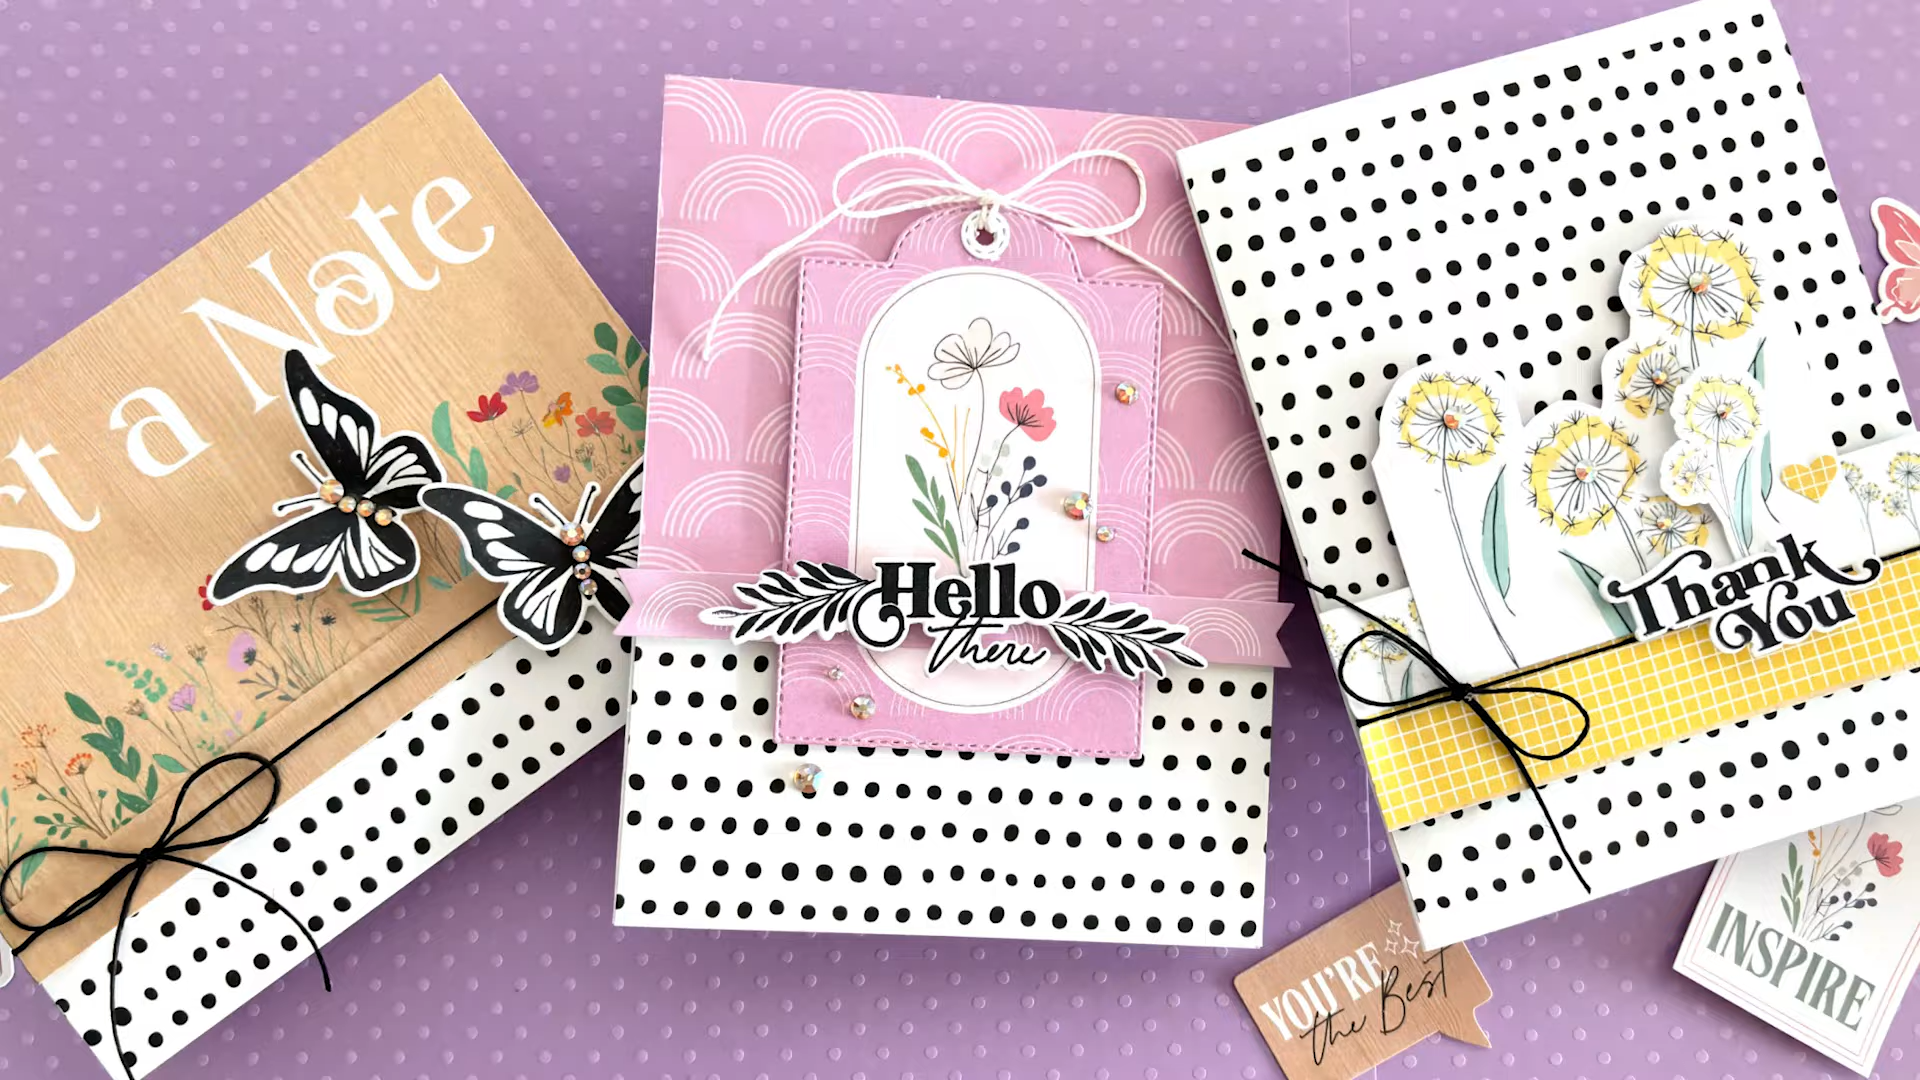 st a Note
Hello
there
Thank
You
YOU'RE
the Best
INSPIRE